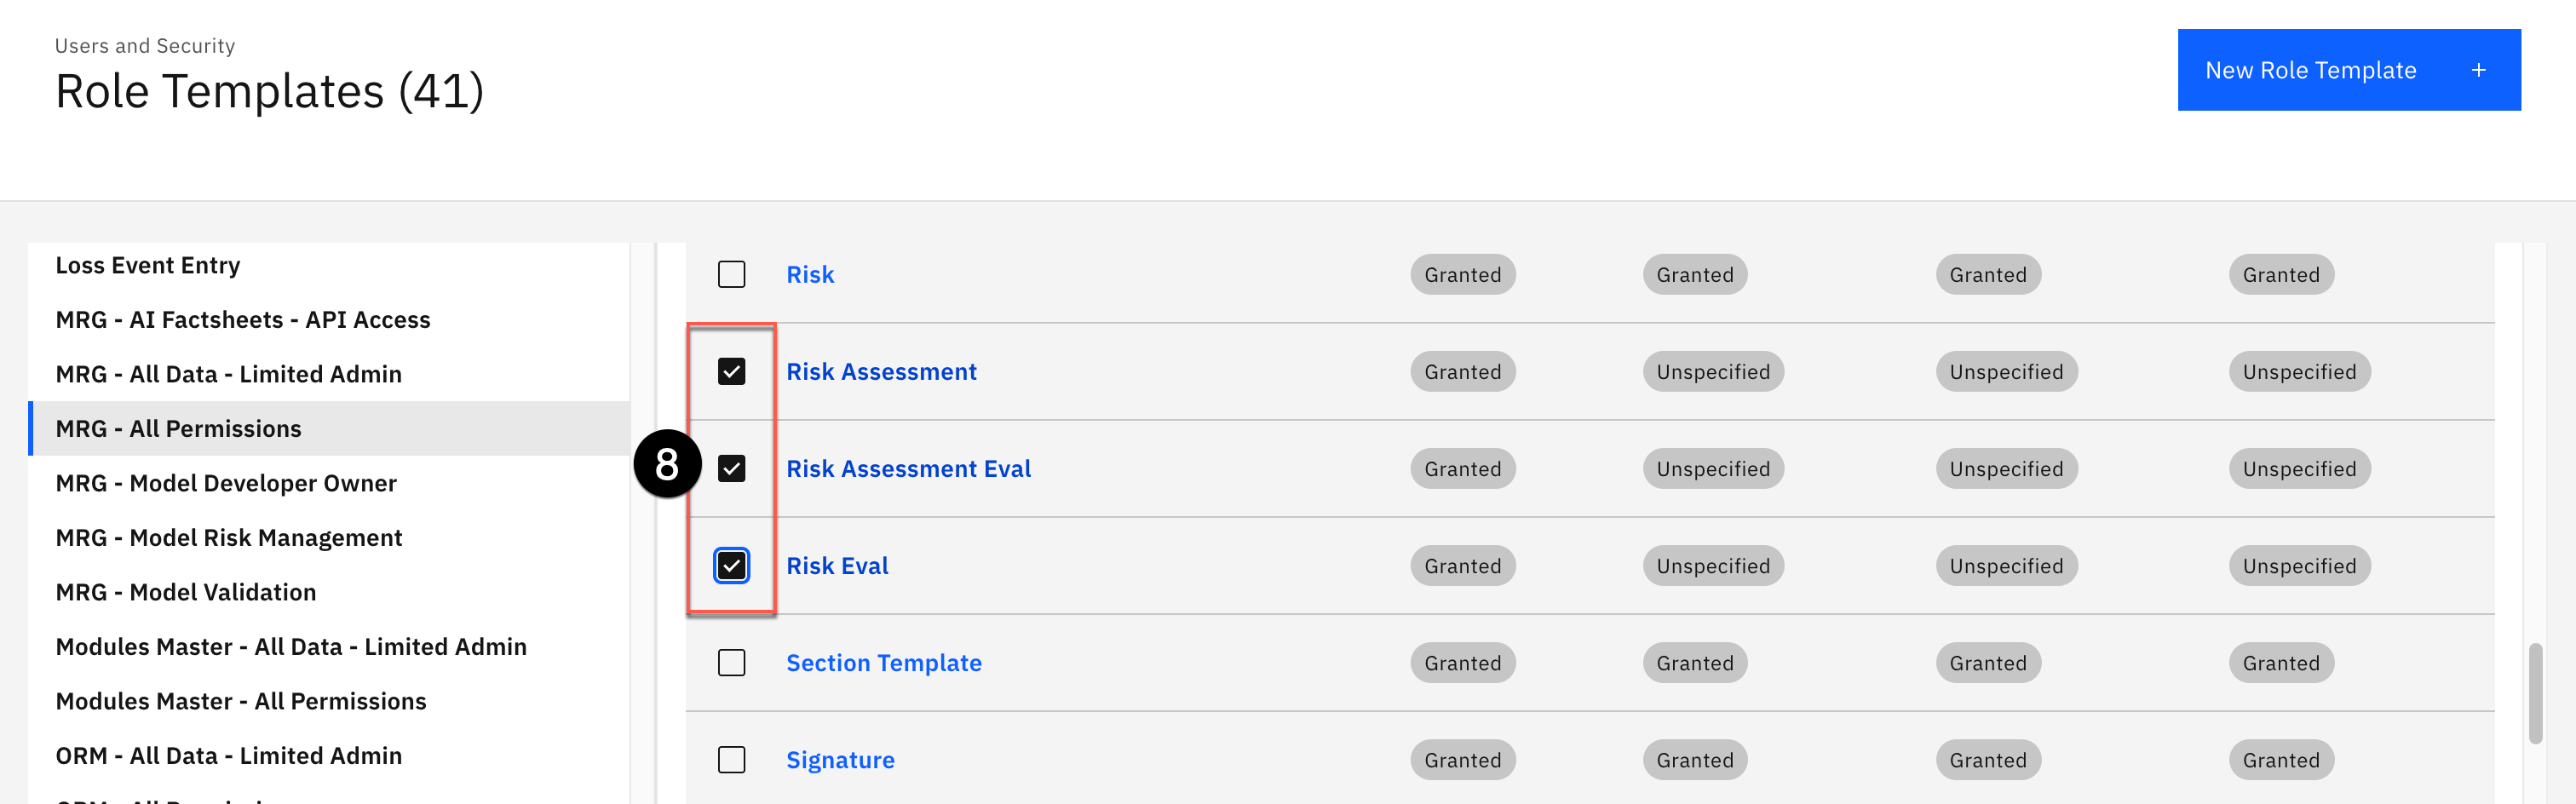 Users and Security
Role Templates (41)
New Role Template +
Loss Event Entry
MRG - AI Factsheets - API Access
MRG - All Data - Limited Admin
MRG - All Permissions
MRG - Model Developer Owner
MRG - Model Risk Management
MRG - Model Validation
Modules Master - All Data - Limited Admin
Modules Master - All Permissions
ORM - All Data - Limited Admin
8
Risk Granted Granted Granted Granted
Risk Assessment Granted Unspecified Unspecified Unspecified
Risk Assessment Eval Granted Unspecified Unspecified Unspecified
Risk Eval Granted Unspecified Unspecified Unspecified
Section Template Granted Granted Granted Granted
Signature Granted Granted Granted Granted